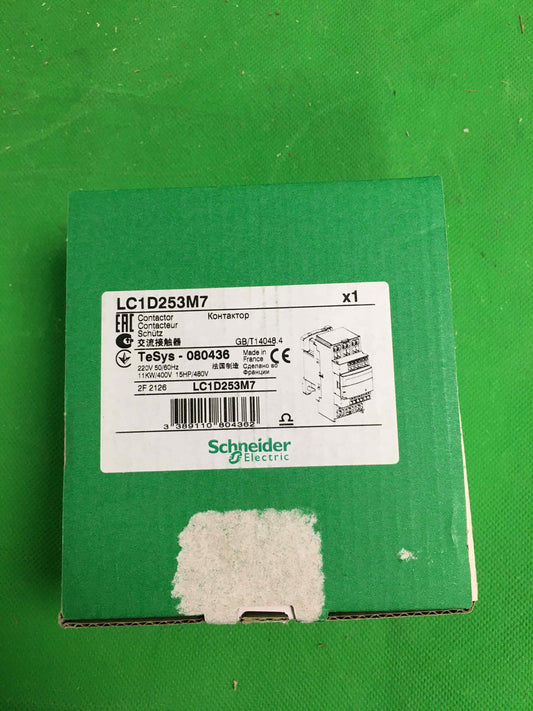 LC1D253M7 x1
EAC Contactor Контактор
Contacteur
Schütz
交流接触器 GB/T14048.4
TeSys - 080436 Made in France CE
220V 50/60Hz 法国制造 Сделано во Франции
11KW/400V 15HP/480V
2F 2126 LC1D253M7
3 389110 804362
Schneider
Electric